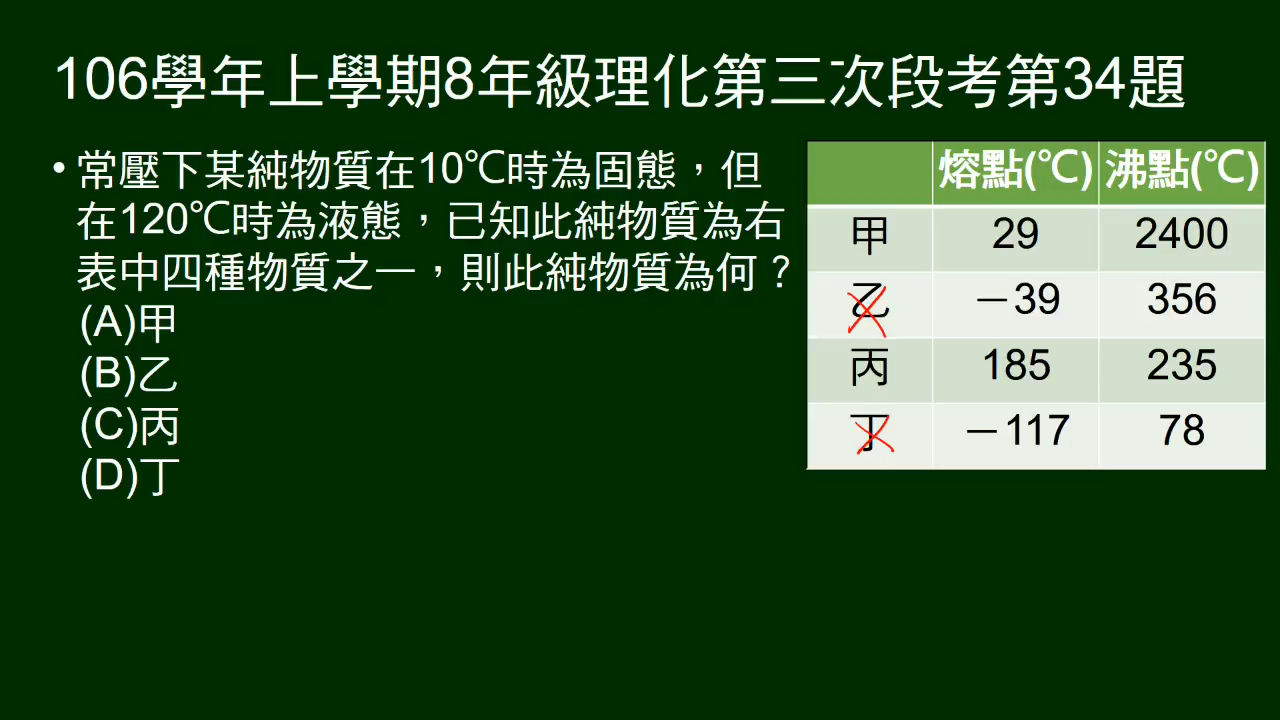 106學年上學期8年級理化第三次段考第34題
•常壓下某純物質在10℃時為固態，但
在120℃時為液態，已知此純物質為右
表中四種物質之一，則此純物質為何？
(A)甲
(B)乙
(C)丙
(D)丁
熔點(℃) 沸點(℃)
甲 29 2400
乙 －39 356
丙 185 235
丁 －117 78